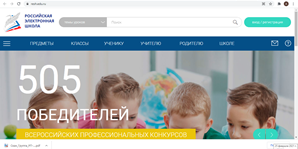 РОССИЙСКАЯ
ЭЛЕКТРОННАЯ
ШКОЛА
ПРЕДМЕТЫ КЛАССЫ УЧЕНИКУ УЧИТЕЛЮ РОДИТЕЛЮ ШКОЛЕ
505
ПОБЕДИТЕЛЕЙ
ВСЕРОССИЙСКИХ ПРОФЕССИОНАЛЬНЫХ КОНКУРСОВ